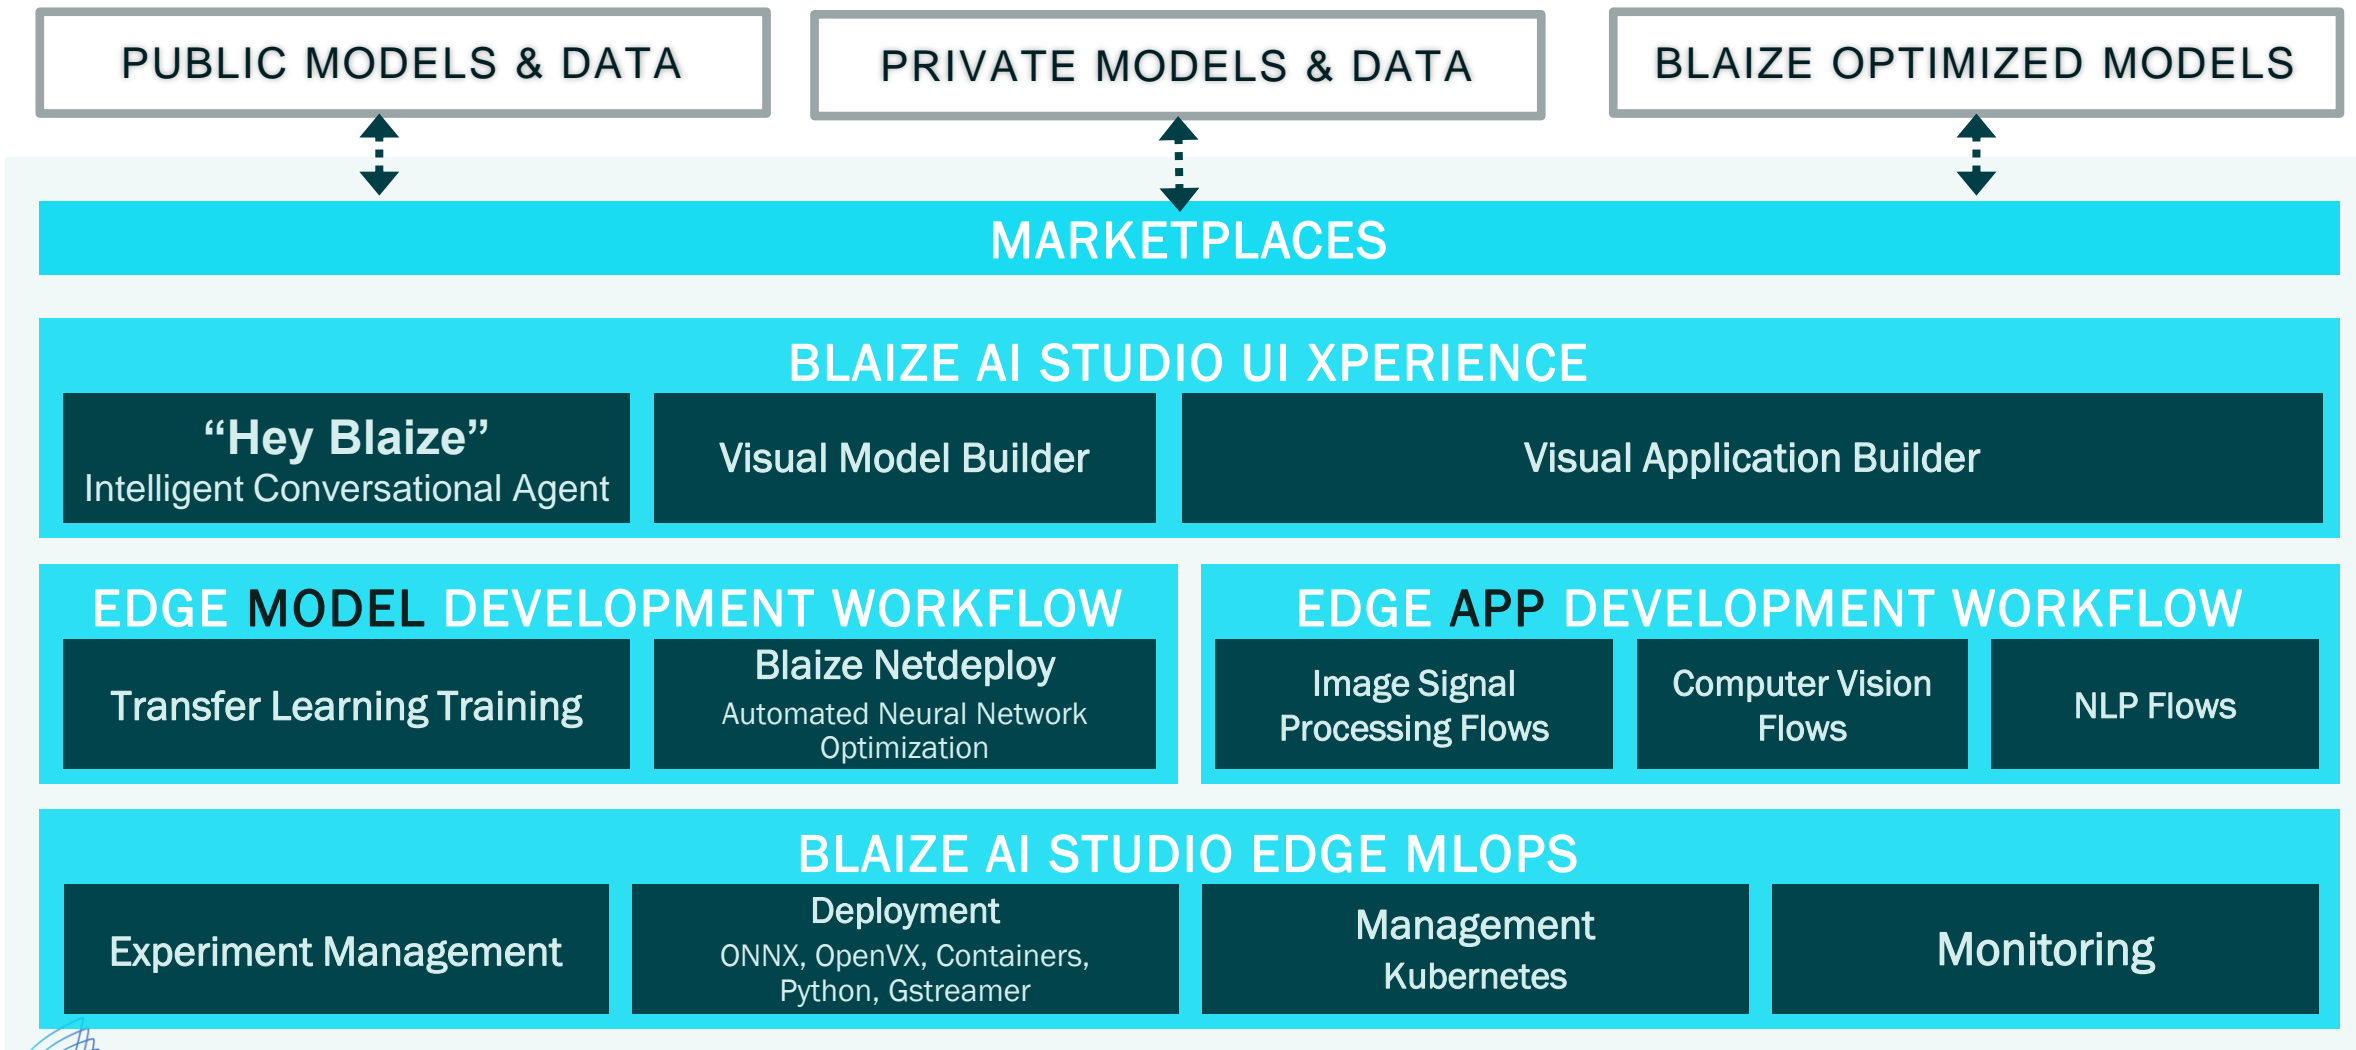 PUBLIC MODELS & DATA
PRIVATE MODELS & DATA
BLAIZE OPTIMIZED MODELS
MARKETPLACES
BLAIZE AI STUDIO UI XPERIENCE
“Hey Blaize”
Intelligent Conversational Agent
Visual Model Builder
Visual Application Builder
EDGE MODEL DEVELOPMENT WORKFLOW
Transfer Learning Training
Blaize Netdeploy
Automated Neural Network
Optimization
EDGE APP DEVELOPMENT WORKFLOW
Image Signal
Processing Flows
Computer Vision
Flows
NLP Flows
BLAIZE AI STUDIO EDGE MLOPS
Experiment Management
Deployment
ONNX, OpenVX, Containers,
Python, Gstreamer
Management
Kubernetes
Monitoring